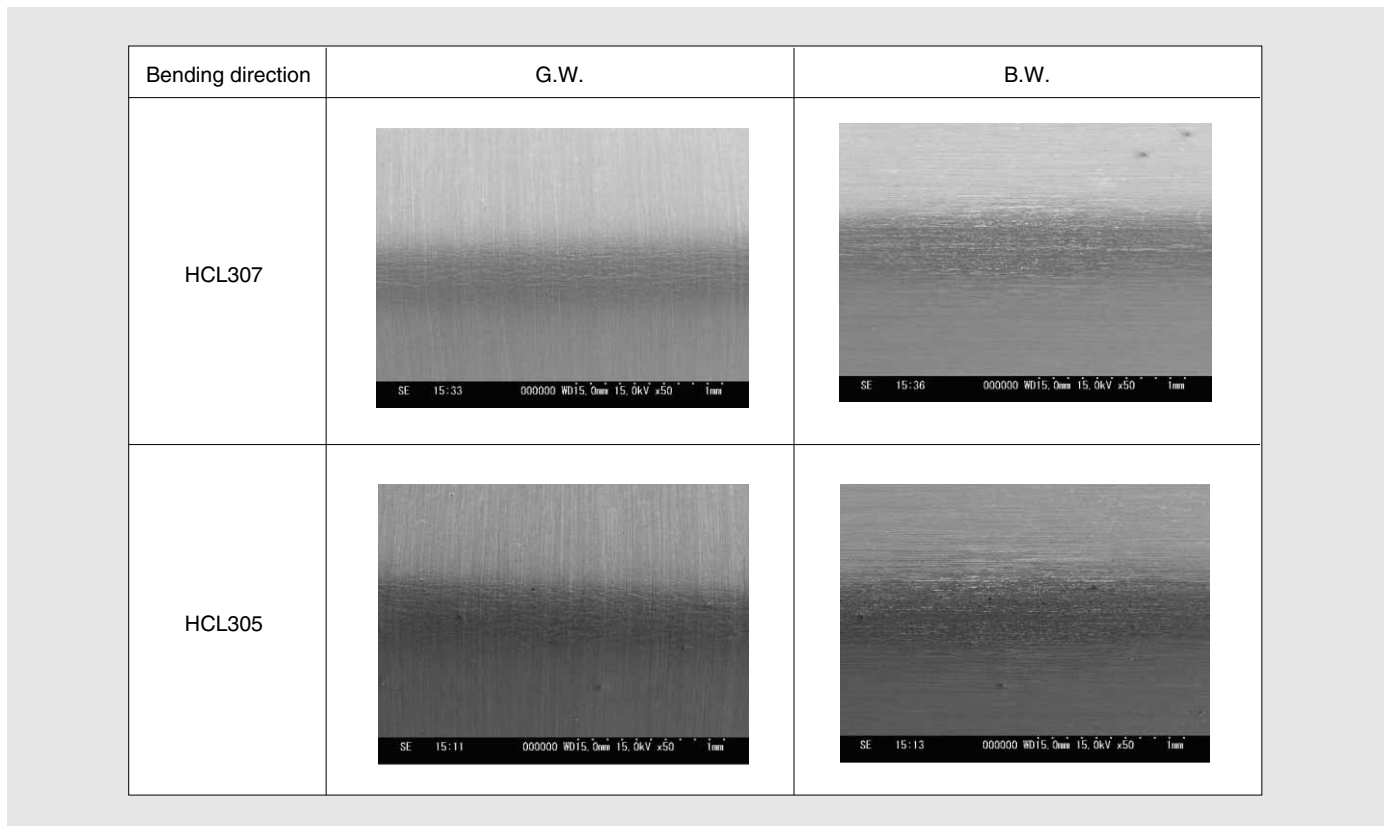 Bending direction G.W. B.W.
HCL307
SE 15:33 000000 WD15.0mm 15.0kV x50 1mm
SE 15:36 000000 WD15.0mm 15.0kV x50 1mm
HCL305
SE 15:11 000000 WD15.0mm 15.0kV x50 1mm
SE 15:13 000000 WD15.0mm 15.0kV x50 1mm